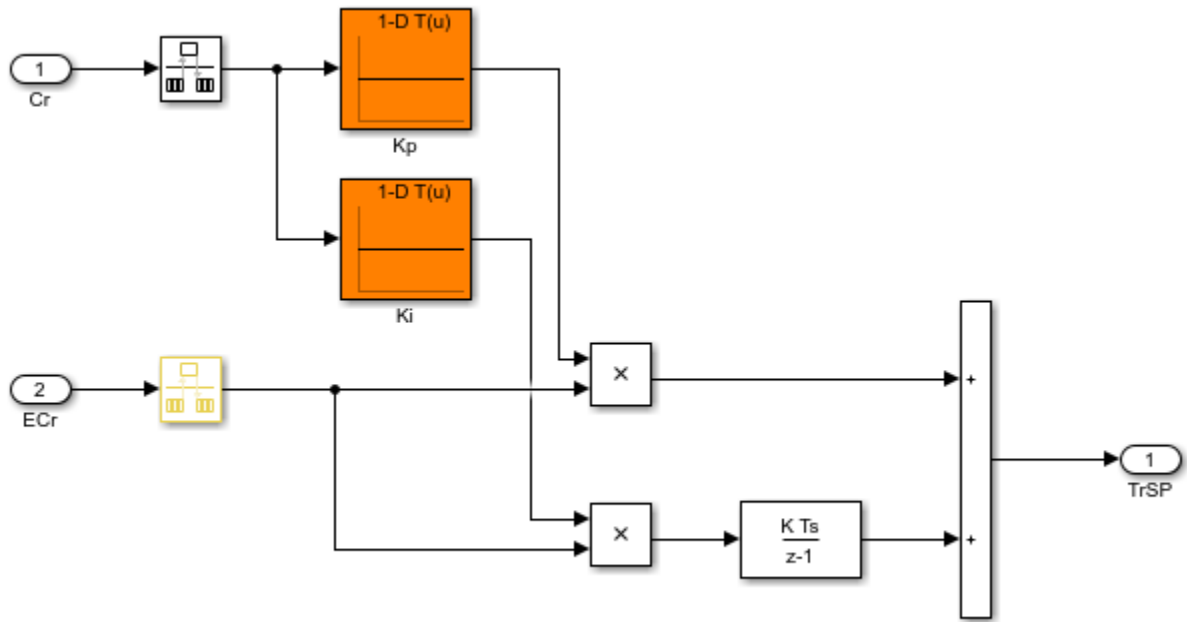 1-D T(u)
1
Cr
Kp
1-D T(u)
Ki
×
+
2
ECr
1
TrSP
×
K Ts
z-1
+